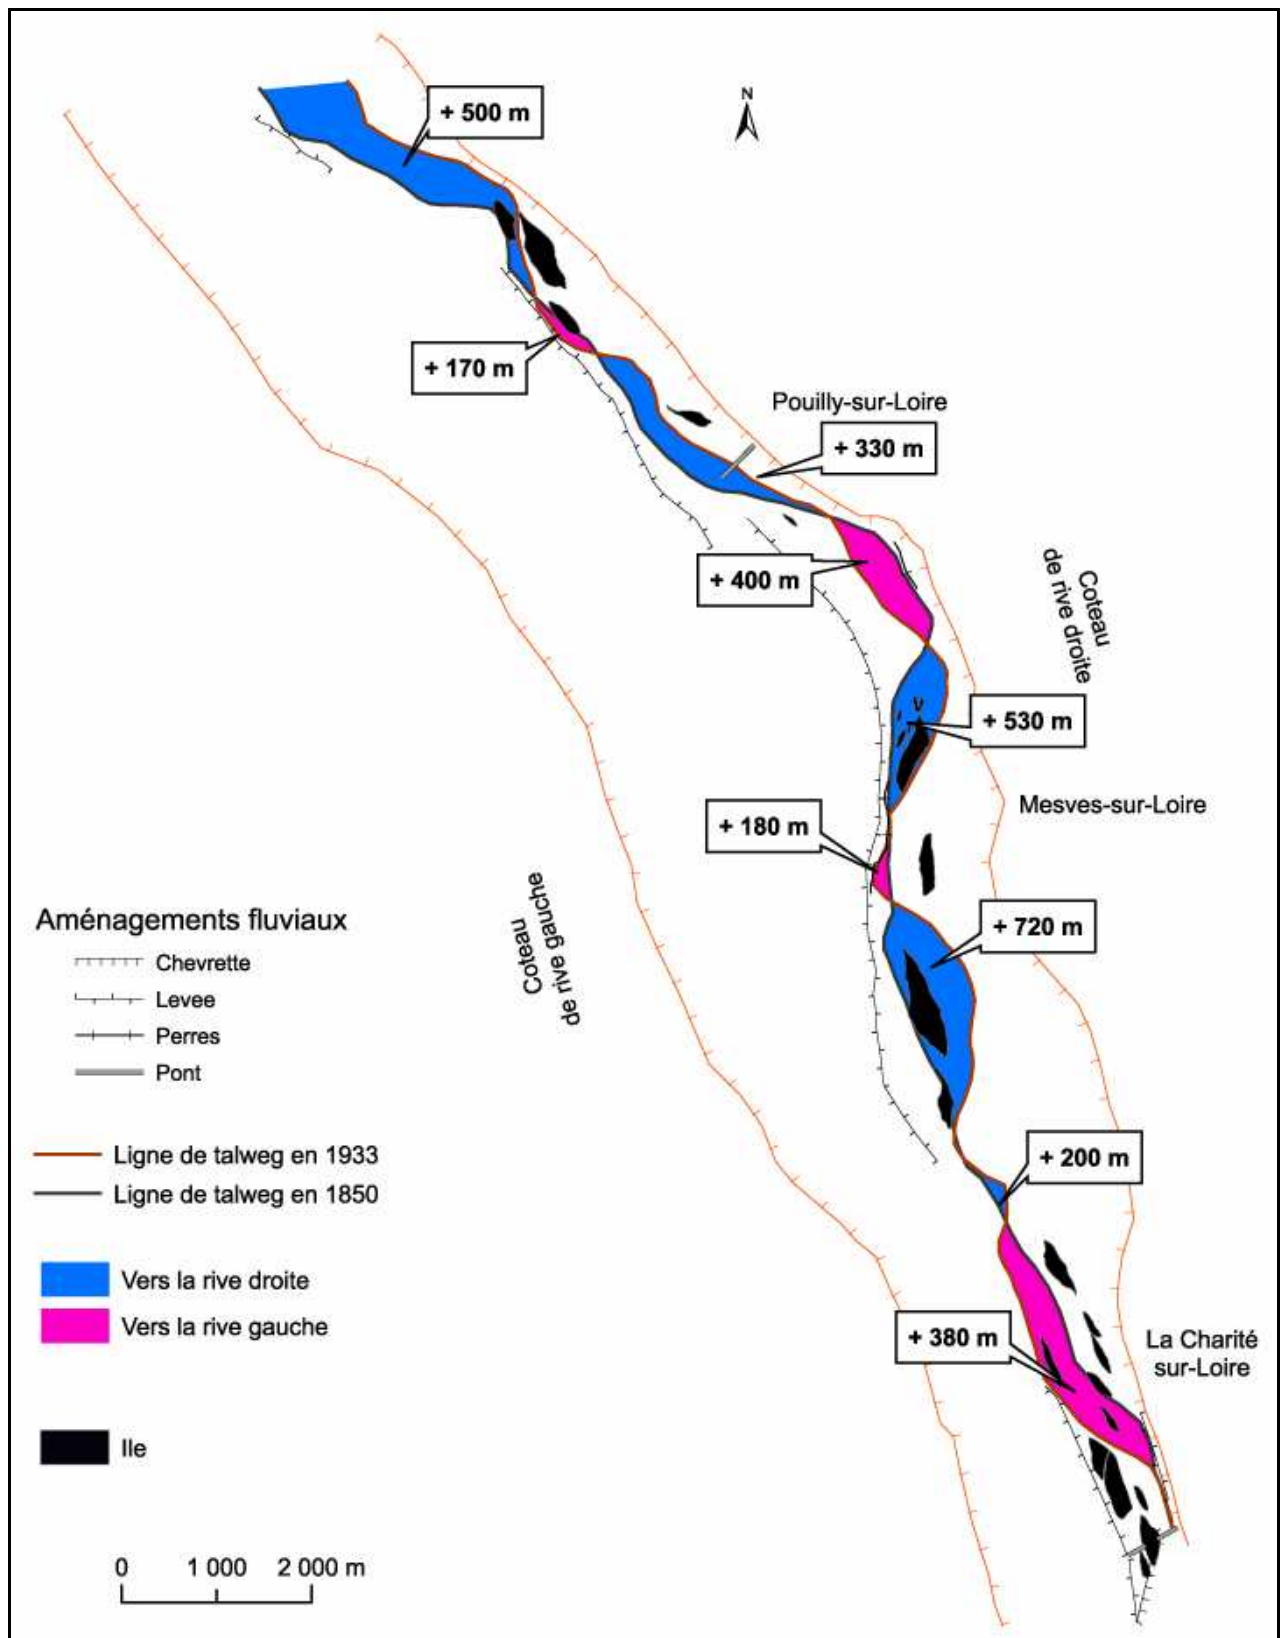 N
+ 500 m
+ 170 m
Pouilly-sur-Loire
+ 330 m
+ 400 m
Coteau
de rive droite
+ 530 m
Mesves-sur-Loire
+ 180 m
Coteau
de rive gauche
+ 720 m
Aménagements fluviaux
Chevrette
Levee
Perres
Pont
Ligne de talweg en 1933
Ligne de talweg en 1850
+ 200 m
Vers la rive droite
Vers la rive gauche
+ 380 m
La Charité
sur-Loire
Ile
0 1 000 2 000 m